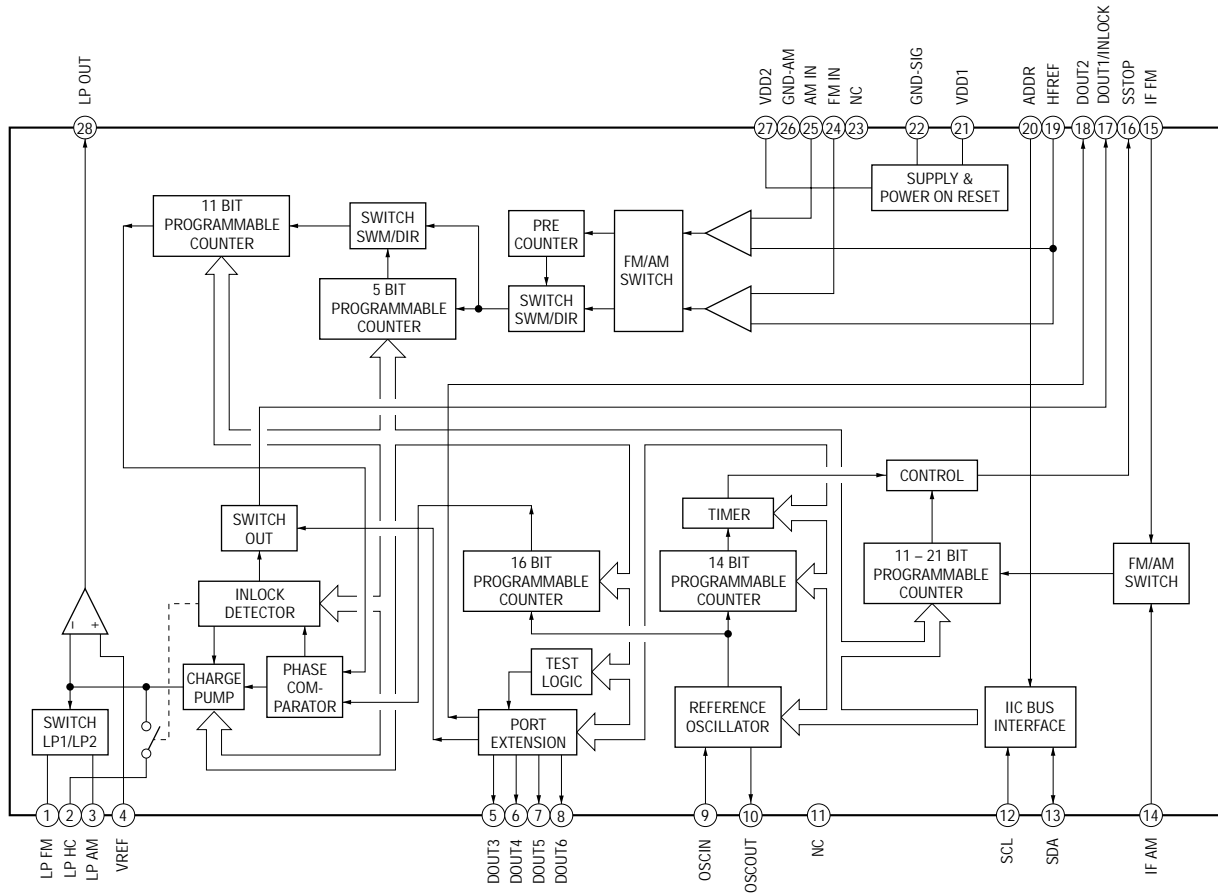 LP OUT
VDD2
GND-AM
AM IN
FM IN
NC
GND-SIG
VDD1
ADDR
HFREF
DOUT2
DOUT1/INLOCK
SSTOP
IF FM
28
27
26
25
24
23
22
21
20
19
18
17
16
15
SUPPLY &
POWER ON RESET
11 BIT
PROGRAMMABLE
COUNTER
SWITCH
SWM/DIR
PRE
COUNTER
FM/AM
SWITCH
5 BIT
PROGRAMMABLE
COUNTER
SWITCH
SWM/DIR
CONTROL
TIMER
SWITCH
OUT
16 BIT
PROGRAMMABLE
COUNTER
14 BIT
PROGRAMMABLE
COUNTER
11 – 21 BIT
PROGRAMMABLE
COUNTER
FM/AM
SWITCH
INLOCK
DETECTOR
– +
CHARGE
PUMP
PHASE
COM-
PARATOR
TEST
LOGIC
SWITCH
LP1/LP2
PORT
EXTENSION
REFERENCE
OSCILLATOR
IIC BUS
INTERFACE
1
2
3
4
5
6
7
8
9
10
11
12
13
14
LP FM
LP HC
LP AM
VREF
DOUT3
DOUT4
DOUT5
DOUT6
OSCIN
OSCOUT
NC
SCL
SDA
IF AM